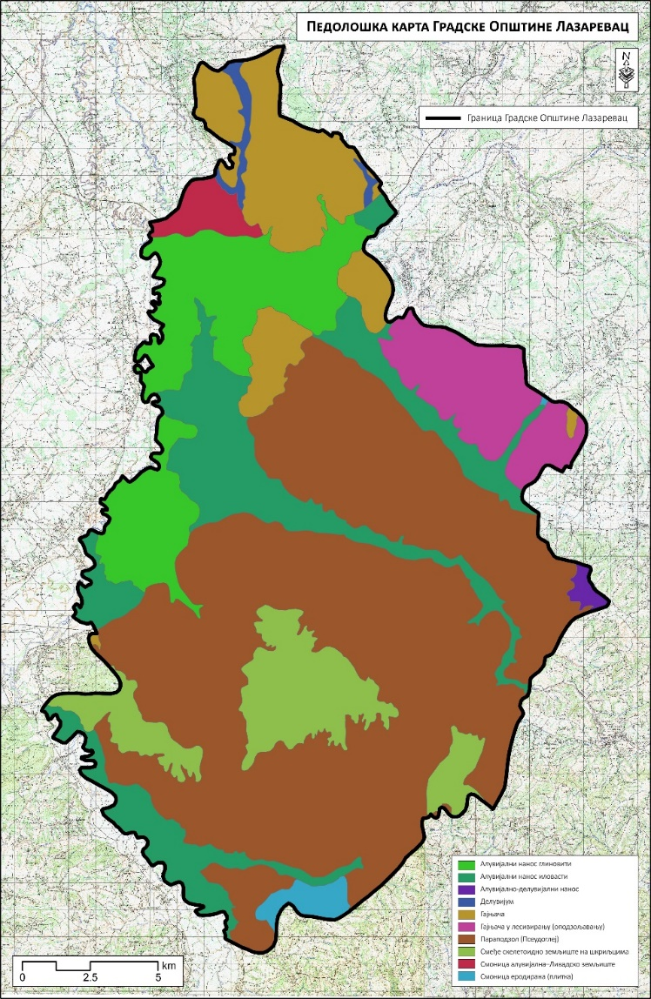 Педолошка карта Градске Општине Лазаревац
N
Граница Градске Општине Лазаревац
Алувијални нанос глиновити
Алувијални нанос иловасти
Алувијално-делувијални нанос
Делувијум
Гајњача
Гајњача у лесивирању (оподзољавању)
Параподзол (Псеудоглеј)
Смеђе скелетоидно земљиште на шкриљцима
Смоница алувијална-Ливадско земљиште
Смоница еродирана (плитка)
km
0 2.5 5